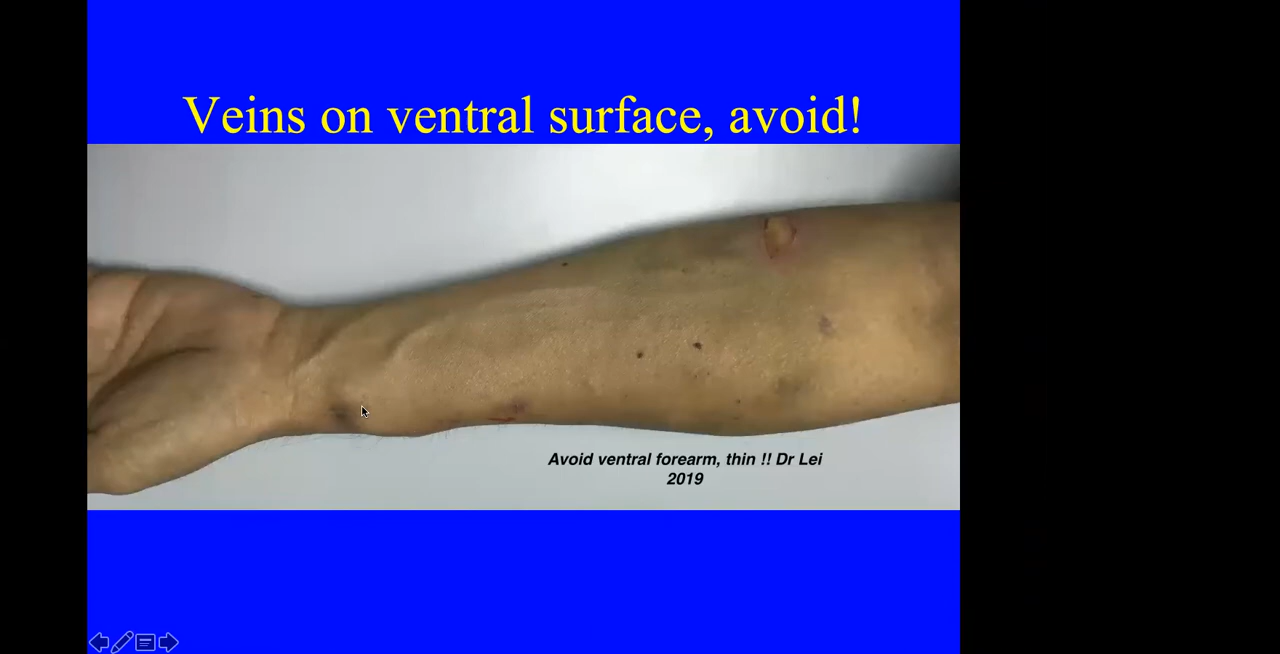 Veins on ventral surface, avoid!
Avoid ventral forearm, thin !! Dr Lei
2019